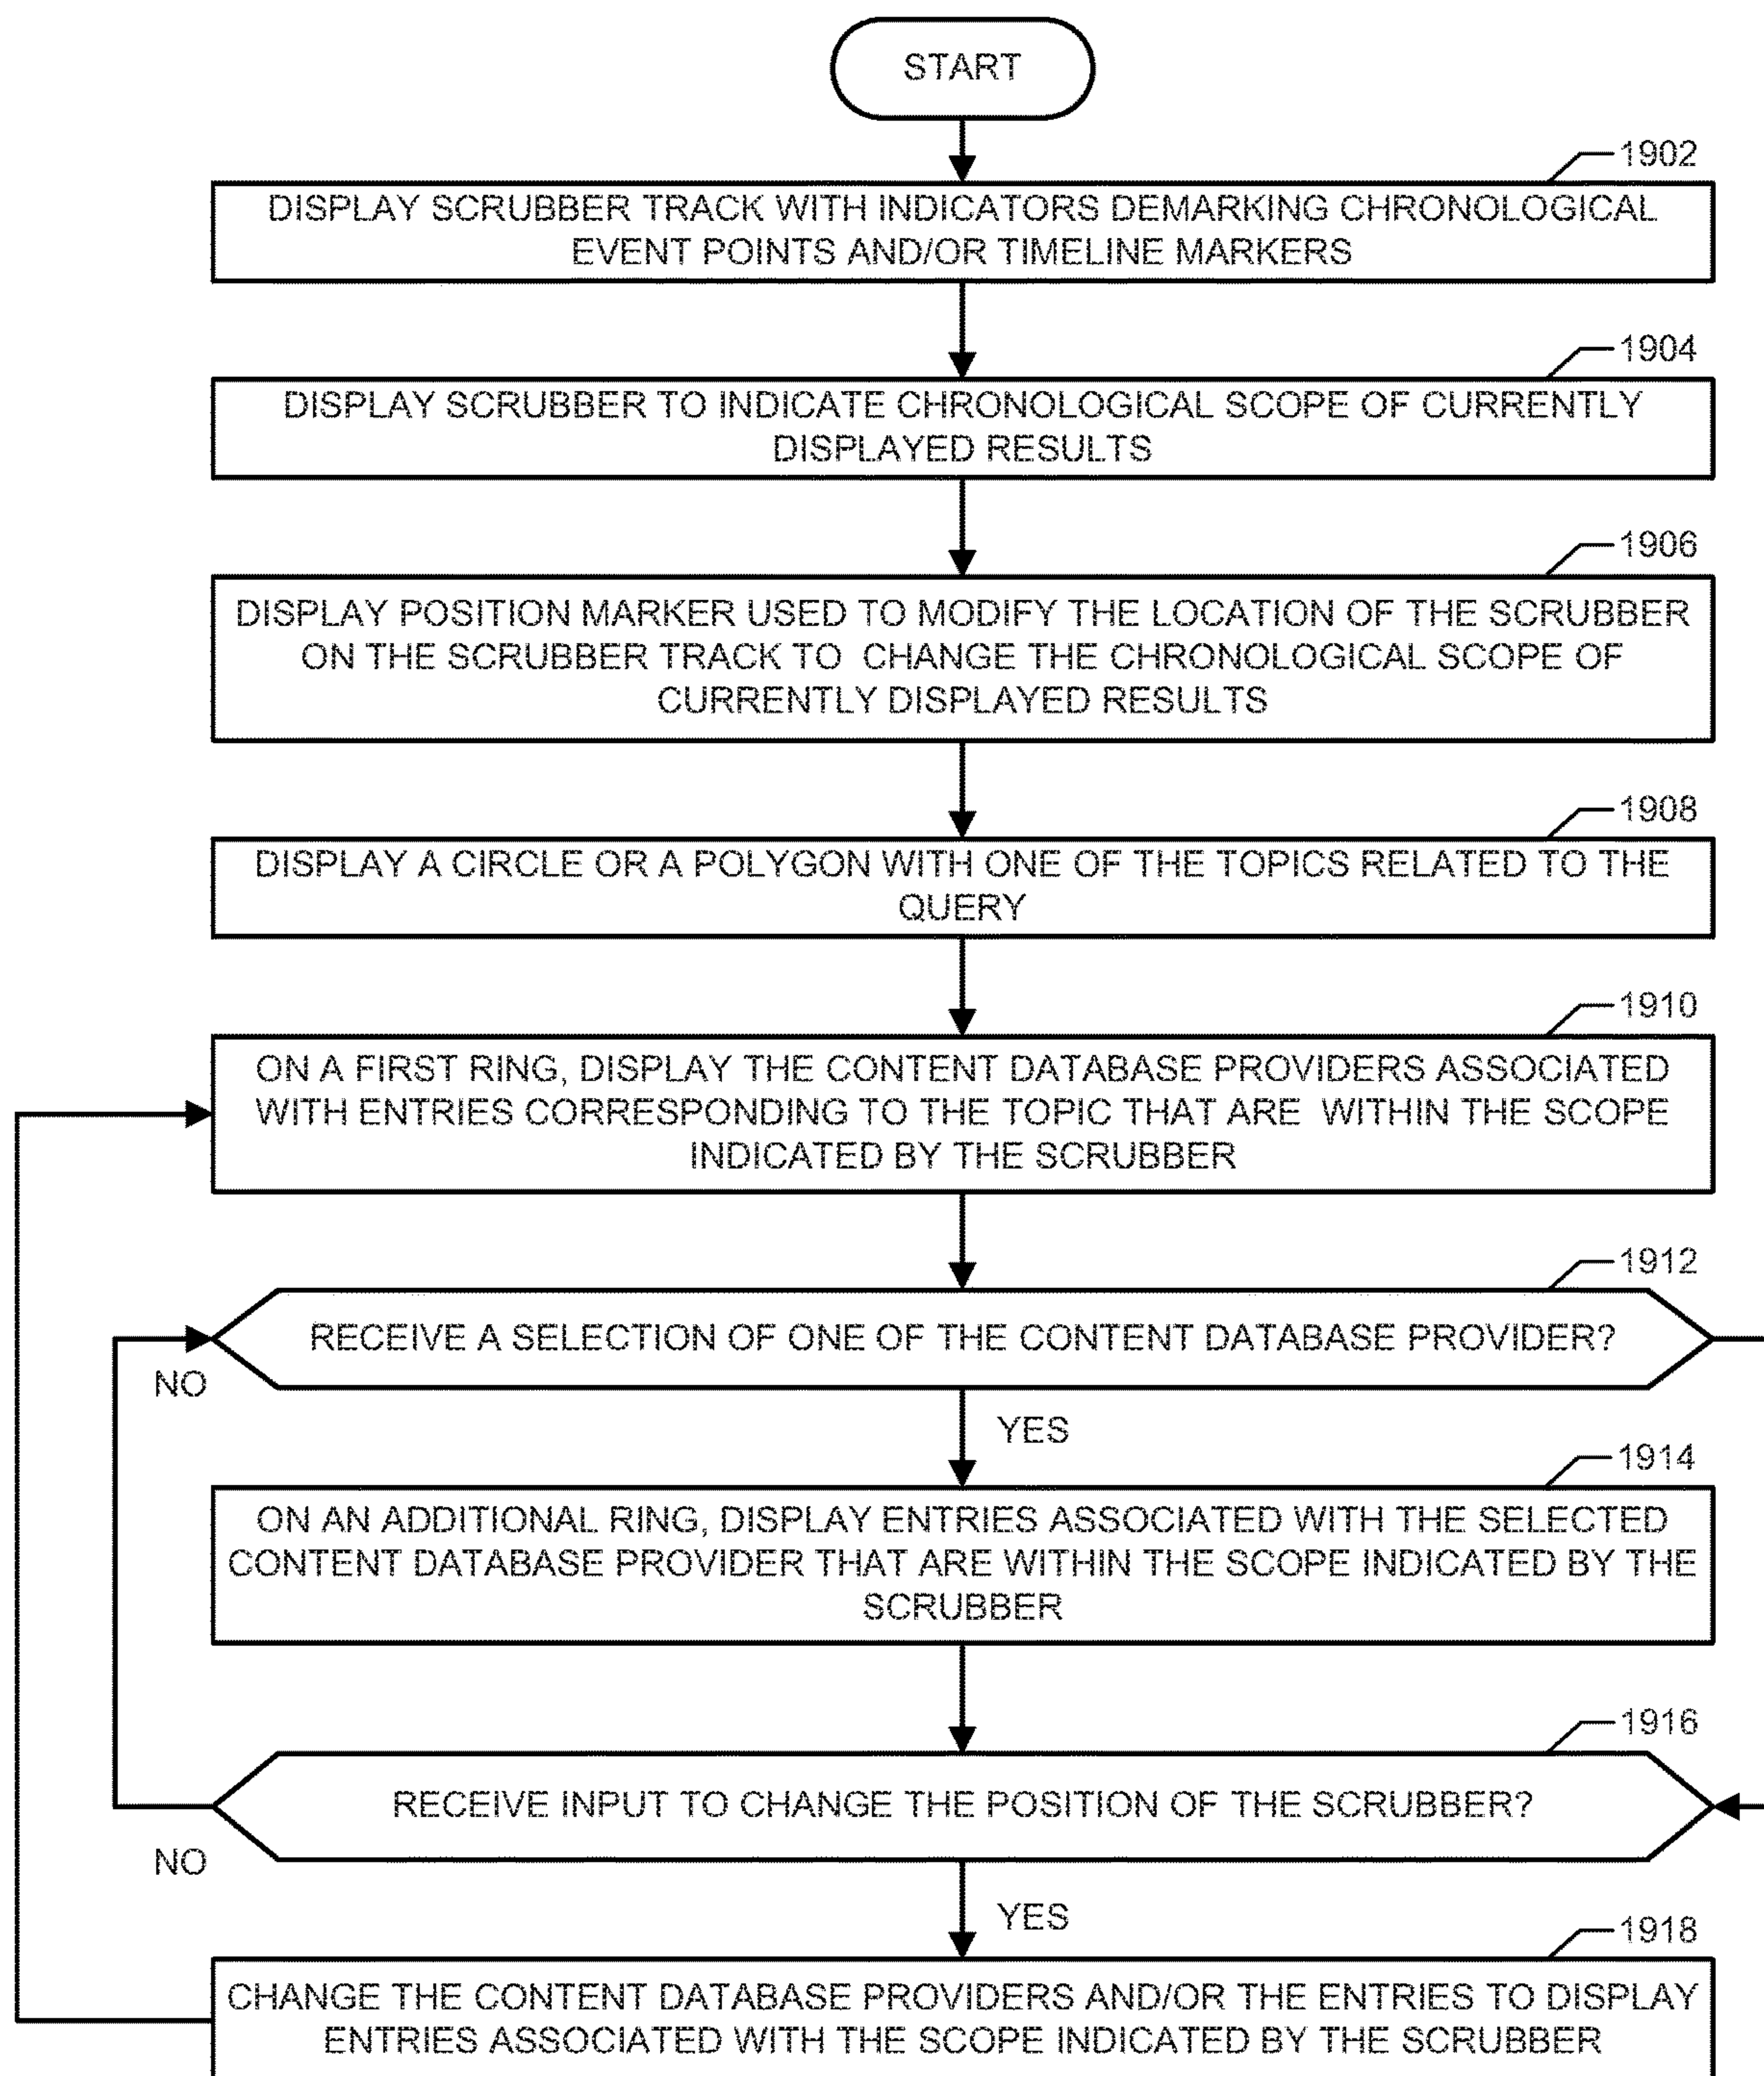 START
1902
DISPLAY SCRUBBER TRACK WITH INDICATORS DEMARKING CHRONOLOGICAL
EVENT POINTS AND/OR TIMELINE MARKERS
1904
DISPLAY SCRUBBER TO INDICATE CHRONOLOGICAL SCOPE OF CURRENTLY
DISPLAYED RESULTS
1906
DISPLAY POSITION MARKER USED TO MODIFY THE LOCATION OF THE SCRUBBER
ON THE SCRUBBER TRACK TO CHANGE THE CHRONOLOGICAL SCOPE OF
CURRENTLY DISPLAYED RESULTS
1908
DISPLAY A CIRCLE OR A POLYGON WITH ONE OF THE TOPICS RELATED TO THE
QUERY
1910
ON A FIRST RING, DISPLAY THE CONTENT DATABASE PROVIDERS ASSOCIATED
WITH ENTRIES CORRESPONDING TO THE TOPIC THAT ARE WITHIN THE SCOPE
INDICATED BY THE SCRUBBER
1912
RECEIVE A SELECTION OF ONE OF THE CONTENT DATABASE PROVIDER?
NO
YES
1914
ON AN ADDITIONAL RING, DISPLAY ENTRIES ASSOCIATED WITH THE SELECTED
CONTENT DATABASE PROVIDER THAT ARE WITHIN THE SCOPE INDICATED BY THE
SCRUBBER
1916
RECEIVE INPUT TO CHANGE THE POSITION OF THE SCRUBBER?
NO
YES
1918
CHANGE THE CONTENT DATABASE PROVIDERS AND/OR THE ENTRIES TO DISPLAY
ENTRIES ASSOCIATED WITH THE SCOPE INDICATED BY THE SCRUBBER